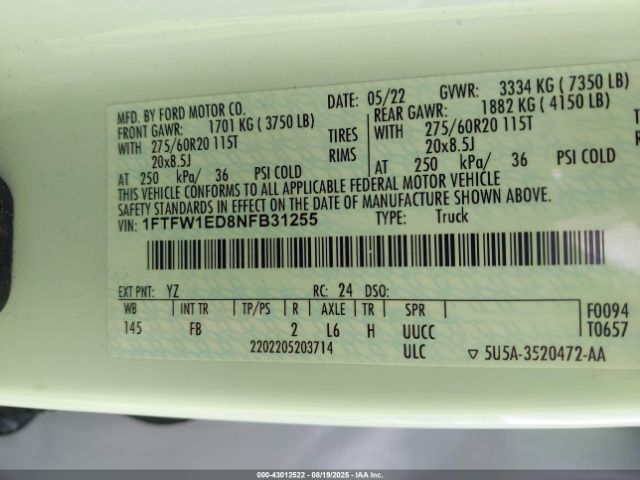 MFD. BY FORD MOTOR CO.
DATE: 05/22 GVWR: 3334 KG ( 7350 LB)
FRONT GAWR: 1701 KG ( 3750 LB)
REAR GAWR: 1882 KG ( 4150 LB)
WITH 275/60R20 115T TIRES
WITH 275/60R20 115T
20x8.5J RIMS
20x8.5J
AT 250 kPa/ 36 PSI COLD
AT 250 kPa/ 36 PSI COLD
THIS VEHICLE CONFORMS TO ALL APPLICABLE FEDERAL MOTOR VEHICLE
SAFETY STANDARDS IN EFFECT ON THE DATE OF MANUFACTURE SHOWN ABOVE.
VIN: 1FTFW1ED8NFB31255 TYPE: Truck
EXT PNT: YZ RC: 24 DSO:
WB INT TR TP/PS R AXLE TR SPR
145 FB 2 L6 H UUCC
F0094
T0657
2202205203714 ULC ▽ 5U5A-3520472-AA
000-43012522 - 08/19/2025 - IAA Inc.